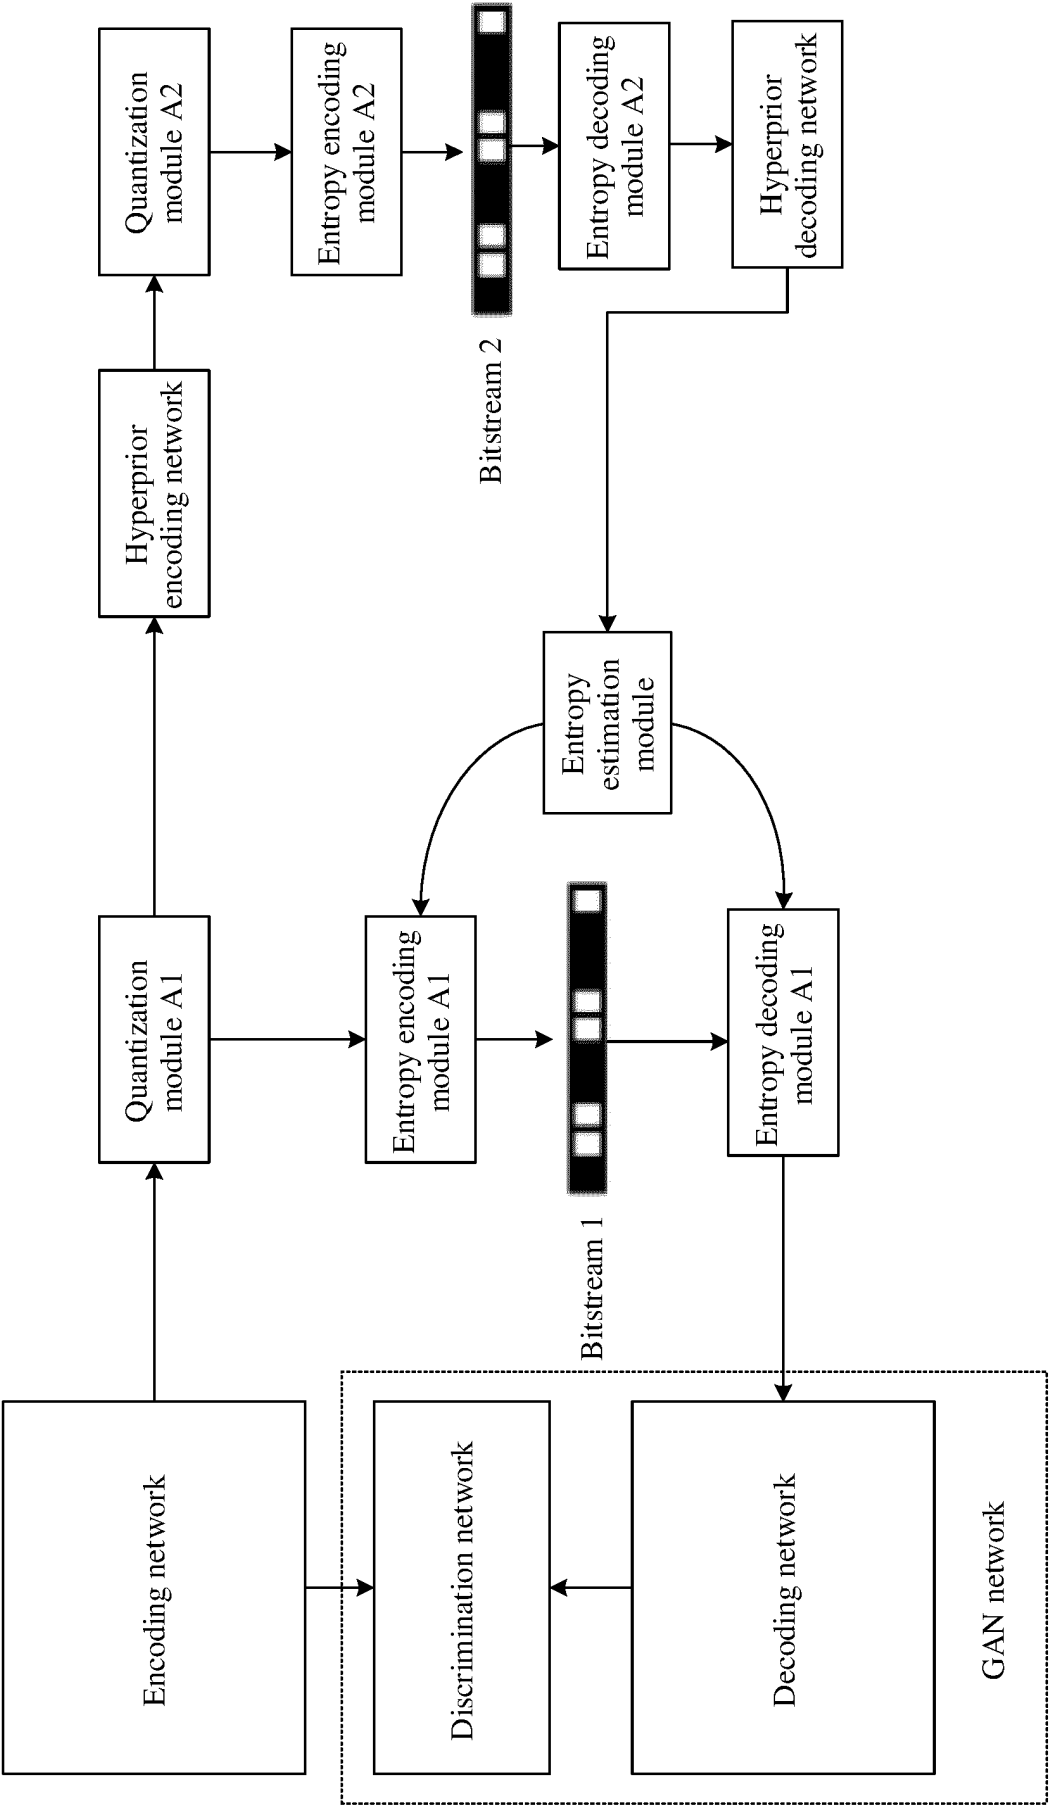 Encoding network
Quantization
module A1
Hyperprior
encoding network
Quantization
module A2
Discrimination network
Entropy encoding
module A1
Entropy encoding
module A2
Bitstream 1
Bitstream 2
Entropy
estimation
module
Decoding network
Entropy decoding
module A1
Entropy decoding
module A2
Hyperprior
decoding network
GAN network